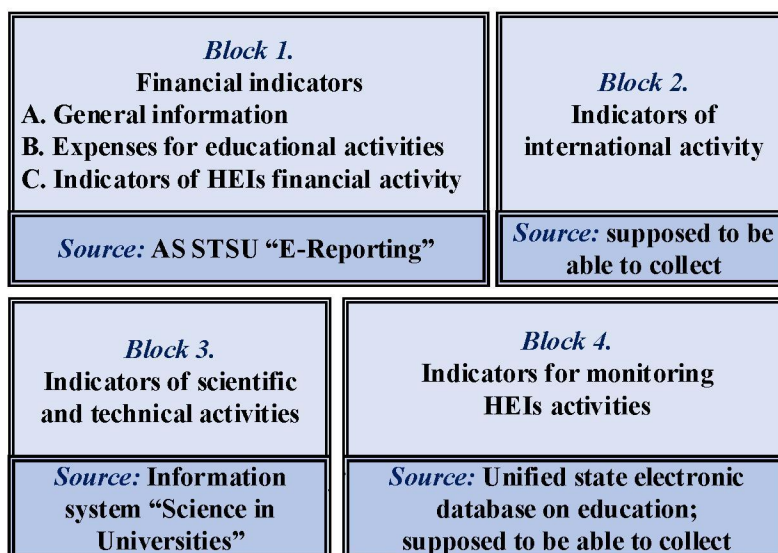 Block 1.
Financial indicators
A. General information
B. Expenses for educational activities
C. Indicators of HEIs financial activity
Source: AS STSU “E-Reporting”
Block 2.
Indicators of
international activity
Source: supposed to be
able to collect
Block 3.
Indicators of scientific
and technical activities
Source: Information
system “Science in
Universities”
Block 4.
Indicators for monitoring
HEIs activities
Source: Unified state electronic
database on education;
supposed to be able to collect